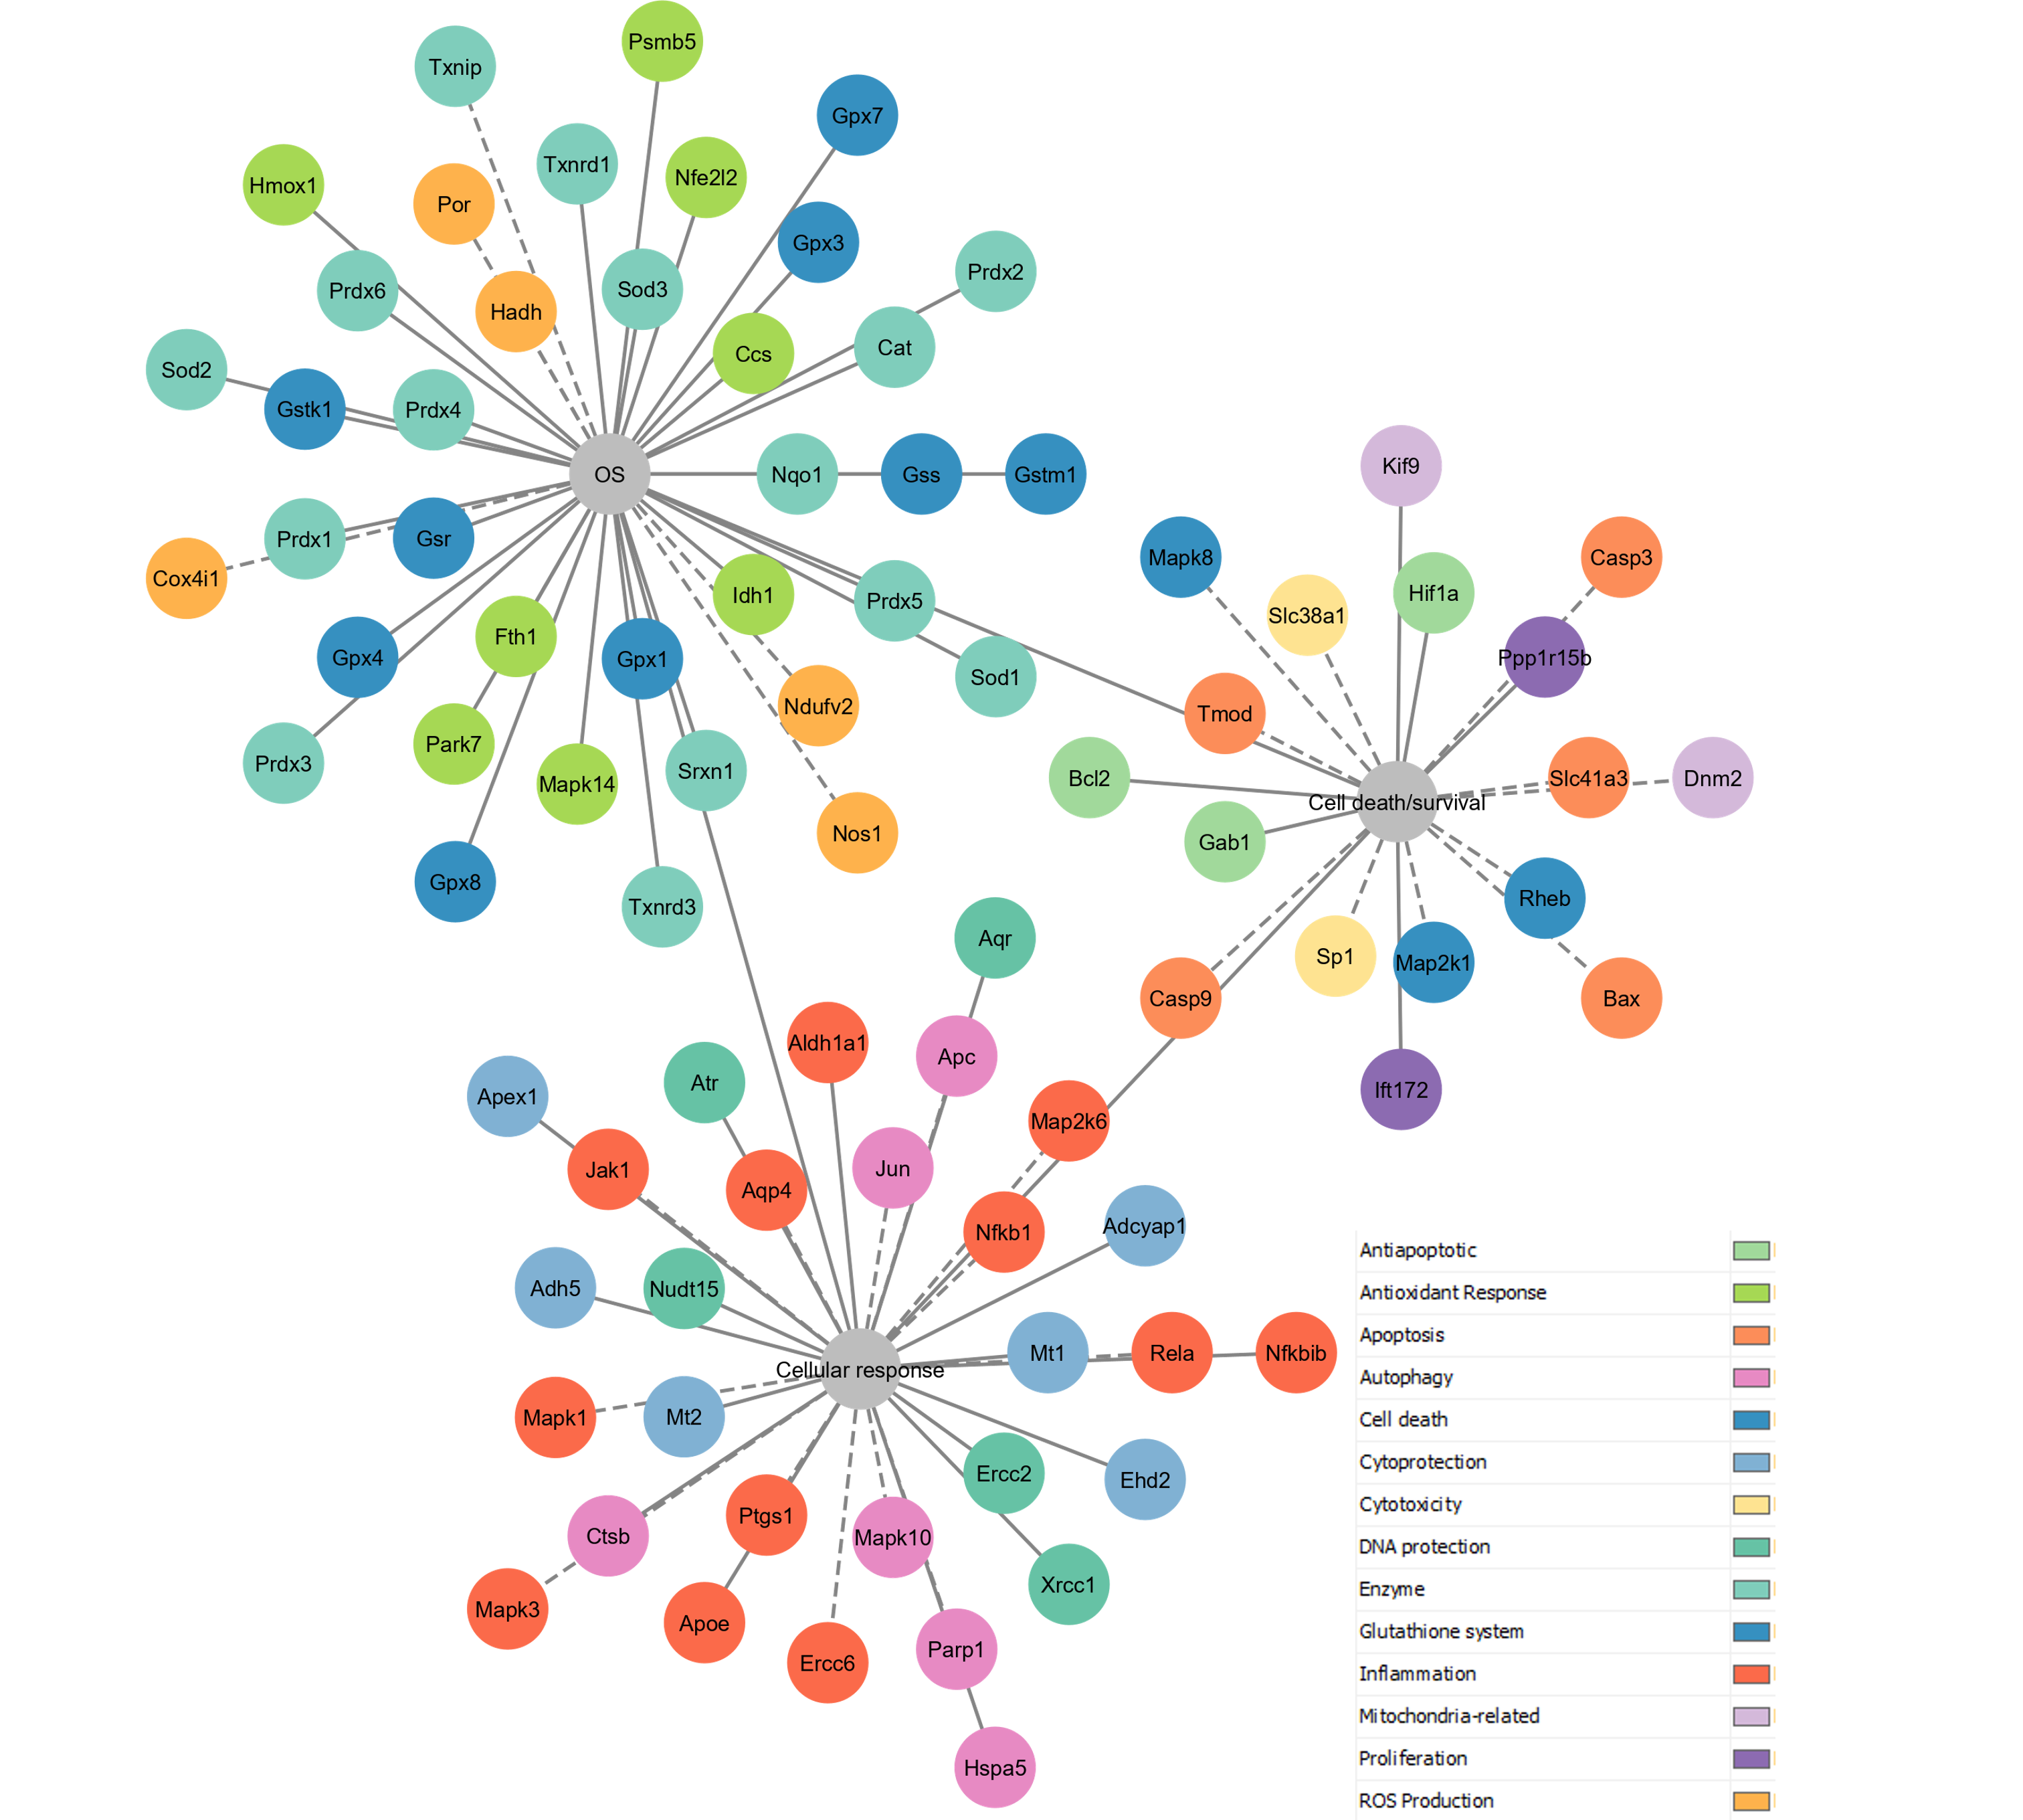 Psmb5
Txnip
Gpx7
Txnrd1
Nfe2l2
Hmox1
Por
Gpx3
Prdx2
Prdx6
Sod3
Hadh
Cat
Ccs
Sod2
Gstk1
Prdx4
OS
Nqo1
Gss
Gstm1
Kif9
Prdx1
Gsr
Cox4i1
Idh1
Prdx5
Mapk8
Casp3
Hif1a
Slc38a1
Fth1
Gpx4
Gpx1
Sod1
Ppp1r15b
Ndufv2
Tmod
Park7
Prdx3
Mapk14
Srxn1
Bcl2
Slc41a3
Dnm2
Cell death/survival
Nos1
Gab1
Gpx8
Txnrd3
Rheb
Aqr
Sp1
Map2k1
Casp9
Bax
Aldh1a1
Apc
Atr
Apex1
Ift172
Map2k6
Jak1
Jun
Aqp4
Nfkb1
Adcyap1
Adh5
Nudt15
Mt1
Rela
Nfkbib
Cellular response
Mapk1
Mt2
Ercc2
Ehd2
Ptgs1
Ctsb
Mapk10
Xrcc1
Mapk3
Apoe
Ercc6
Parp1
Hspa5
Antiapoptotic
Antioxidant Response
Apoptosis
Autophagy
Cell death
Cytoprotection
Cytotoxicity
DNA protection
Enzyme
Glutathione system
Inflammation
Mitochondria-related
Proliferation
ROS Production